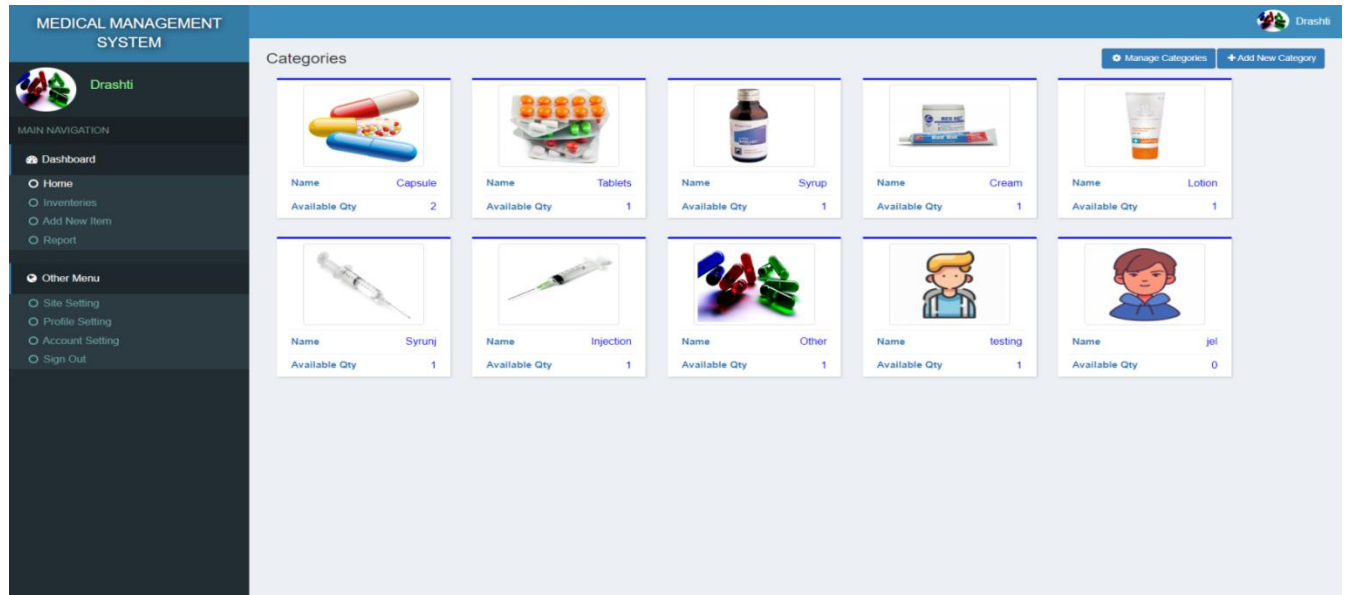 MEDICAL MANAGEMENT
SYSTEM
Drashti
Drashti
MAIN NAVIGATION
Dashboard
Home
Inventeries
Add New Item
Report
Other Menu
Site Setting
Profile Setting
Account Setting
Sign Out
Categories
Manage Categories
+Add New Category
Name Capsule
Available Qty 2
Name Tablets
Available Qty 1
Name Syrup
Available Qty 1
Name Cream
Available Qty 1
Name Lotion
Available Qty 1
Name Syrunj
Available Qty 1
Name Injection
Available Qty 1
Name Other
Available Qty 1
Name testing
Available Qty 1
Name jel
Available Qty 0